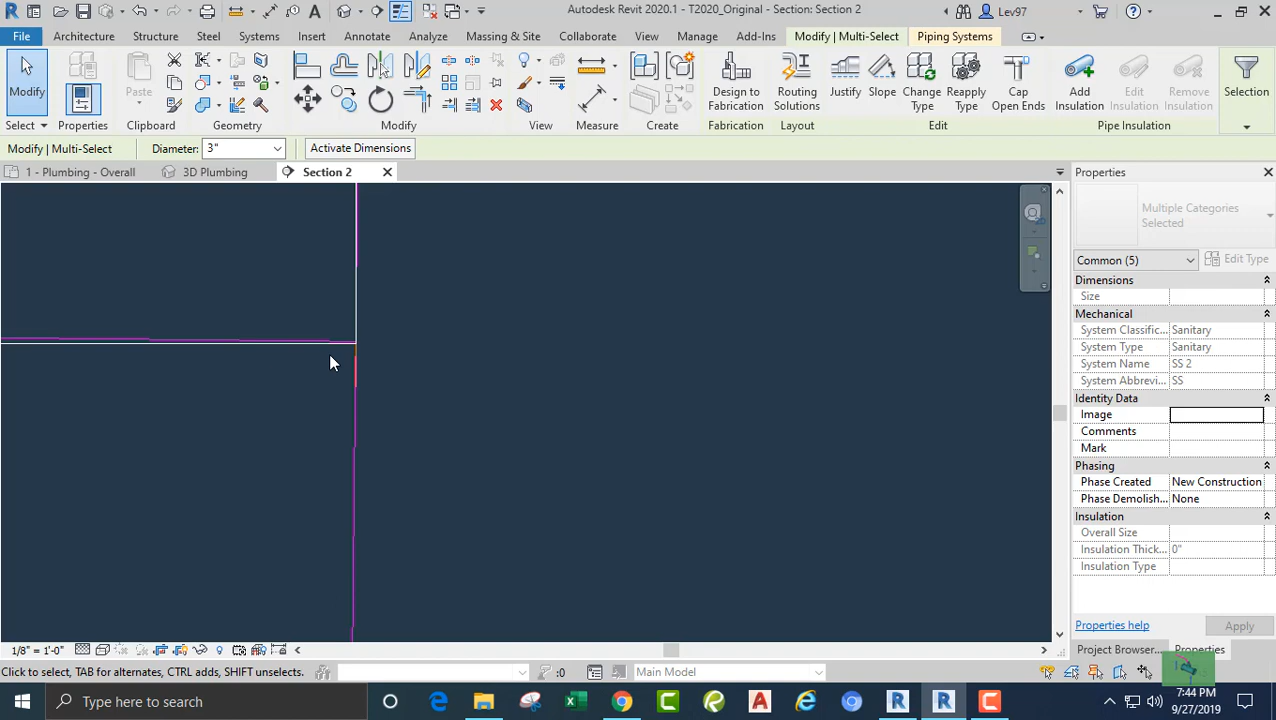 Autodesk Revit 2020.1 - T2020_Original - Section: Section 2
Lev97
File Architecture Structure Steel Systems Insert Annotate Analyze Massing & Site Collaborate View Manage Add-Ins Modify | Multi-Select Piping Systems
Modify
Paste
Design to
Fabrication
Routing
Solutions
Justify
Slope
Change
Type
Reapply
Type
Cap
Open Ends
Add
Insulation
Edit
Insulation
Remove
Insulation
Selection
Select Properties Clipboard Geometry Modify View Measure Create Fabrication Layout Edit Pipe Insulation
Modify | Multi-Select Diameter: 3" Activate Dimensions
1 - Plumbing - Overall 3D Plumbing Section 2
Properties
Multiple Categories
Selected
Common (5) Edit Type
Dimensions
Size
Mechanical
System Classific... Sanitary
System Type Sanitary
System Name SS 2
System Abbrevi... SS
Identity Data
Image
Comments
Mark
Phasing
Phase Created New Construction
Phase Demolish... None
Insulation
Overall Size
Insulation Thick... 0"
Insulation Type
Properties help Apply
Project Browser... Properties
1/8" = 1'-0"
Click to select, TAB for alternates, CTRL adds, SHIFT unselects. :0 Main Model
Type here to search
7:44 PM
9/27/2019